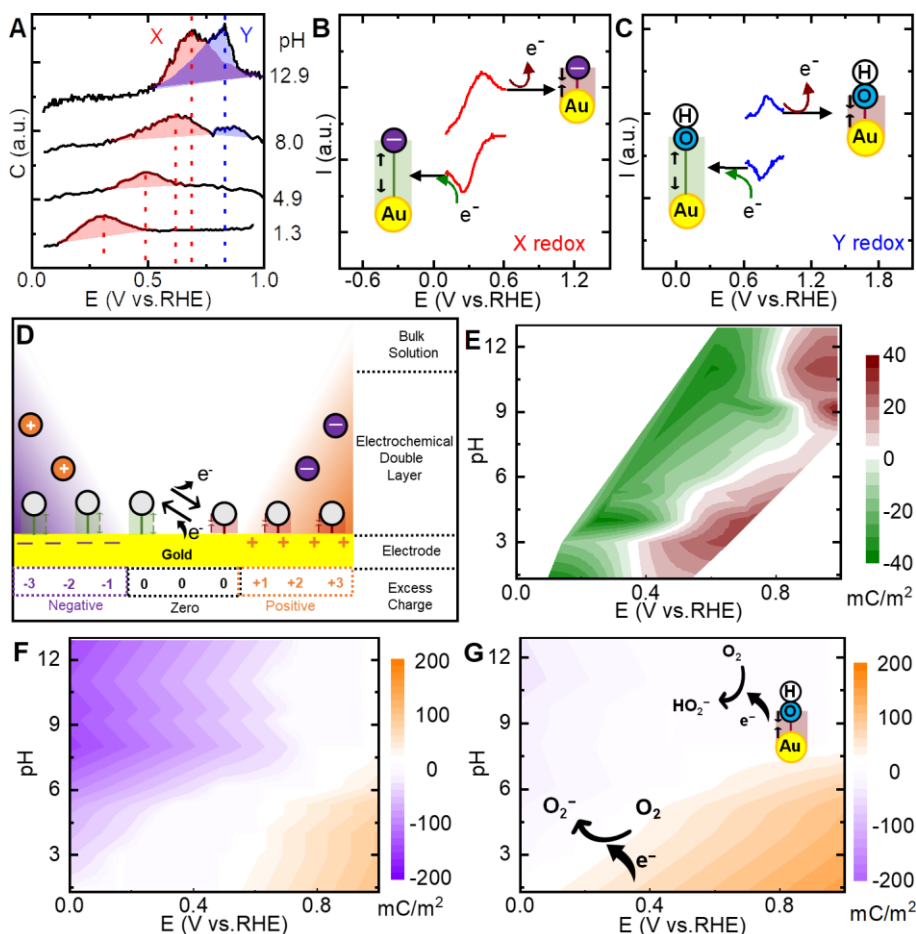 A
X
Y
pH
12.9
8.0
4.9
1.3
C (a.u.)
0.0
0.5
1.0
E (V vs.RHE)
B
I (a.u.)
e-
−
Au
−
Au
e-
X redox
-0.6
0.0
0.6
1.2
E (V vs.RHE)
C
I (a.u.)
e-
H
O
Au
H
O
Au
e-
Y redox
0.0
0.6
1.2
1.8
E (V vs.RHE)
D
Bulk
Solution
Electrochemical
Double
Layer
Electrode
Excess
Charge
+
+
−
−
e-
e-
− − − −
Gold
+ + + +
-3 -2 -1
0 0 0
+1 +2 +3
Negative
Zero
Positive
E
pH
12
9
6
3
0.0
0.4
0.8
E (V vs.RHE)
40
20
0
-20
-40
mC/m²
F
pH
12
9
6
3
0.0
0.4
0.8
E (V vs.RHE)
200
100
0
-100
-200
mC/m²
G
pH
12
9
6
3
O₂
HO₂⁻
e-
H
O
Au
O₂⁻
O₂
e-
0.0
0.4
0.8
E (V vs.RHE)
200
100
0
-100
-200
mC/m²